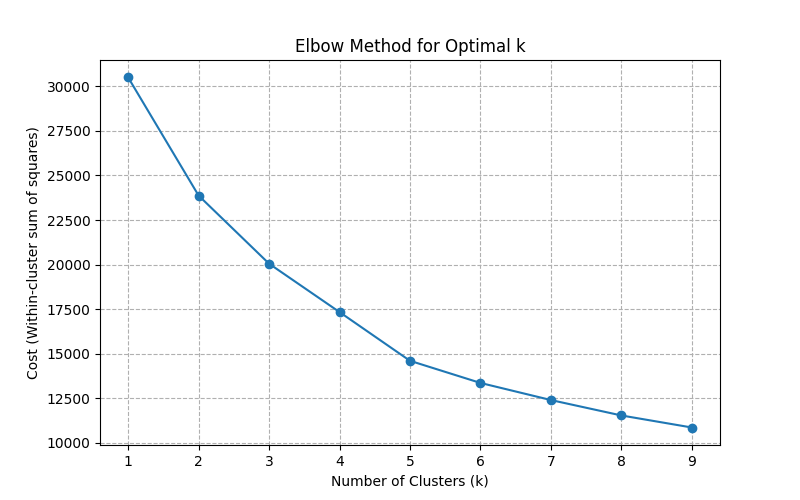 Elbow Method for Optimal k
Cost (Within-cluster sum of squares)
30000
27500
25000
22500
20000
17500
15000
12500
10000
1 2 3 4 5 6 7 8 9
Number of Clusters (k)